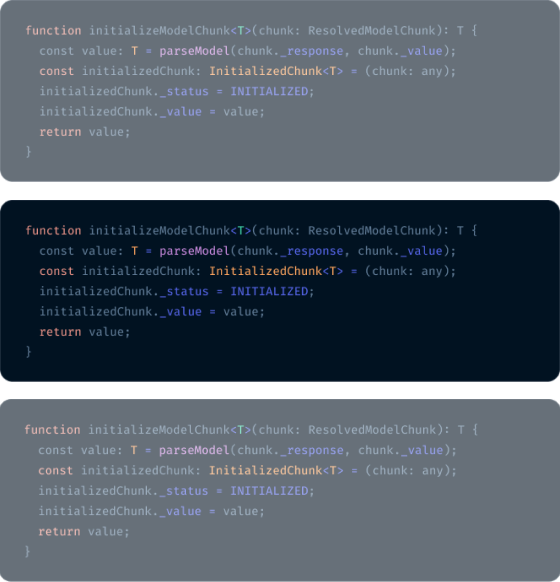 function initializeModelChunk<T>(chunk: ResolvedModelChunk): T {
const value: T = parseModel(chunk._response, chunk._value);
const initializedChunk: InitializedChunk<T> = (chunk: any);
initializedChunk._status = INITIALIZED;
initializedChunk._value = value;
return value;
}
function initializeModelChunk<T>(chunk: ResolvedModelChunk): T {
const value: T = parseModel(chunk._response, chunk._value);
const initializedChunk: InitializedChunk<T> = (chunk: any);
initializedChunk._status = INITIALIZED;
initializedChunk._value = value;
return value;
}
function initializeModelChunk<T>(chunk: ResolvedModelChunk): T {
const value: T = parseModel(chunk._response, chunk._value);
const initializedChunk: InitializedChunk<T> = (chunk: any);
initializedChunk._status = INITIALIZED;
initializedChunk._value = value;
return value;
}